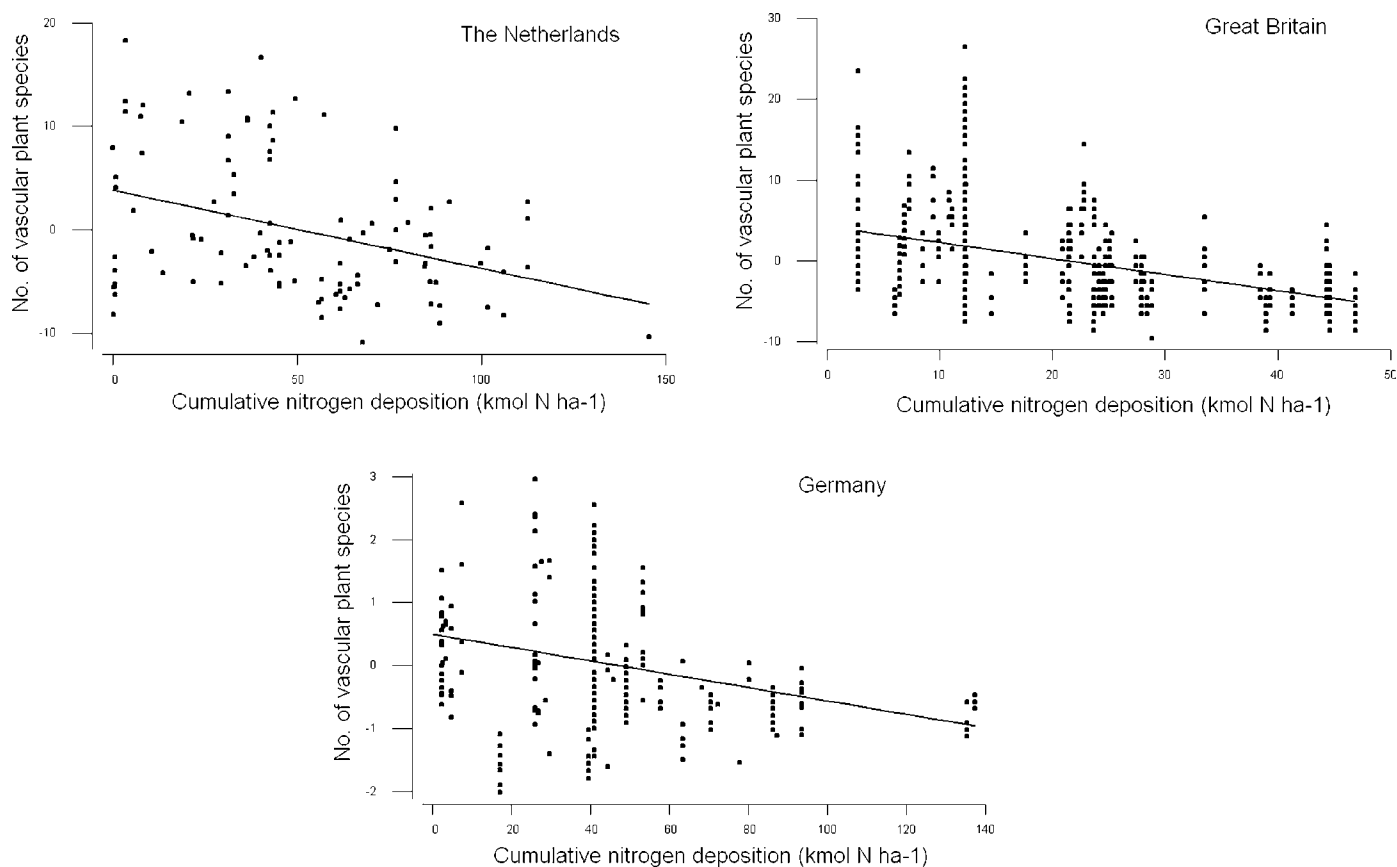 The Netherlands
No. of vascular plant species
20
10
0
-10
0 50 100 150
Cumulative nitrogen deposition (kmol N ha-1)
Great Britain
No. of vascular plant species
30
20
10
0
-10
0 10 20 30 40 50
Cumulative nitrogen deposition (kmol N ha-1)
Germany
No. of vascular plant species
3
2
1
0
-1
-2
0 20 40 60 80 100 120 140
Cumulative nitrogen deposition (kmol N ha-1)